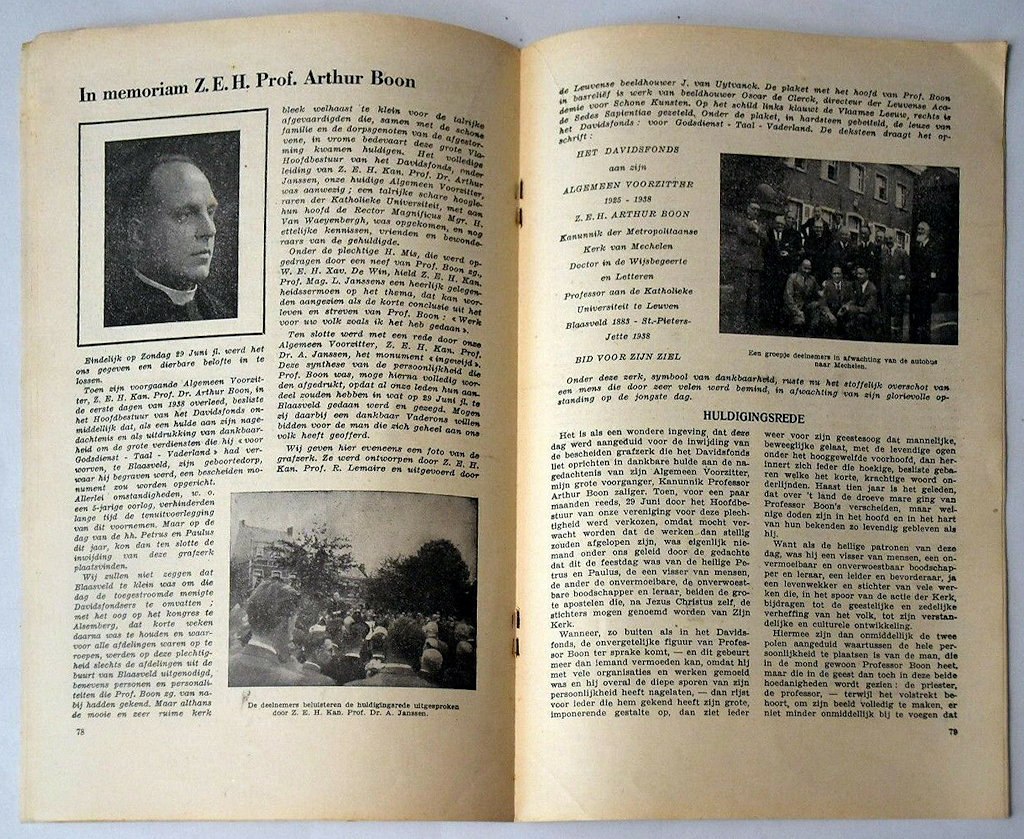 In memoriam Z. E. H. Prof. Arthur Boon
Eindelijk op Zondag 29 Juni jl. werd het
ons gegeven een dierbare belofte in te
lossen.
Toen zijn voorgaande Algemeen Voorzit-
ter, Z. E. H. Kan. Prof. Dr. Arthur Boon, in
de eerste dagen van 1938 overleed, besliste
het Hoofdbestuur van het Davidsfonds on-
middellijk dat, als een hulde aan zijn nage-
dachtenis en als uitdrukking van dankbaar-
heid om de grote verdiensten die hij « voor
Godsdienst - Taal - Vaderland » had ver-
worven, te Blaasveld, zijn geboortedorp,
waar hij begraven werd, een bescheiden mo-
nument zou worden opgericht.
Allerlei omstandigheden, w. o.
een 5-jarige oorlog, verhinderden
lange tijd de tenuitvoerlegging
van dit voornemen. Maar op de
dag van de hh. Petrus en Paulus
dit jaar, kon dan ten slotte de
inwijding van deze grafzerk
plaatsvinden.
Wij zullen niet zeggen dat
Blaasveld te klein was om die
dag de toegestroomde menigte
Davidsfondsers te omvatten ;
met het oog op het kongres te
Alsemberg, dat korte weken
daarna was te houden en waar-
voor alle afdelingen waren op te
roepen, werden op deze plechtig-
heid slechts de afdelingen uit de
buurt van Blaasveld uitgenodigd,
benevens personen en personali-
teiten die Prof. Boon zg. van na-
bij hadden gekend. Maar althans
de mooie en zeer ruime kerk
bleek welhaast te klein voor de talrijke
afgevaardigden die, samen met de schone
familie en de dorpsgenoten van de afgestor-
vene, in vrome bedevaart deze grote Vla-
ming kwamen huldigen. Het volledige
Hoofdbestuur van het Davidsfonds, onder
leiding van Z. E. H. Kan. Prof. Dr. Arthur
Janssen, onze huidige Algemeen Voorzitter,
was aanwezig ; een talrijke schare hoogle-
raren der Katholieke Universiteit, met aan
hun hoofd de Rector Magnificus Mgr. H.
Van Waeyenbergh, was opgekomen, en nog
ettelijke kennissen, vrienden en bewonde-
raars van de gehuldigde.
Onder de plechtige H. Mis, die werd op-
gedragen door een neef van Prof. Boon zg.,
W. E. H. Xav. De Win, hield Z. E. H. Kan.
Prof. Mag. L. Janssens een heerlijk gelegen-
heidssermoen op het thema, dat kan wor-
den aangezien als de korte conclusie uit het
leven en streven van Prof. Boon : « Werk
voor uw volk zoals ik het heb gedaan ».
Ten slotte werd met een rede door onze
Algemeen Voorzitter, Z. E. H. Kan. Prof.
Dr. A. Janssen, het monument « ingewijd ».
Deze synthese van de persoonlijkheid die
Prof. Boon was, moge hierna volledig wor-
den afgedrukt, opdat al onze leden hun aan-
deel zouden hebben in wat op 29 Juni jl. te
Blaasveld gedaan werd en gezegd. Mogen
zij daarbij een dankbaar Vaderons willen
bidden voor de man die zich geheel aan ons
volk heeft geofferd.
Wij geven hier eveneens een foto van de
grafzerk. Ze werd ontworpen door Z. E. H.
Kan. Prof. R. Lemaire en uitgevoerd door
De deelnemers beluisteren de huldigingsrede uitgesproken
door Z. E. H. Kan. Prof. Dr. A. Janssen.
78
de Leuvense beeldhouwer J. van Uytvanck. De plaket met het hoofd van Prof. Boon
in basreliëf is werk van beeldhouwer Oscar de Clerck, directeur der Leuvense Aca-
demie voor Schone Kunsten. Op het schild links klauwt de Vlaamse Leeuw, rechts is
de Sedes Sapientiae gezeteld. Onder de plaket, in hardsteen gebeiteld, de leuze van
het Davidsfonds : voor Godsdienst - Taal - Vaderland. De deksteen draagt het op-
schrift :
HET DAVIDSFONDS
aan zijn
ALGEMEEN VOORZITTER
1925 - 1938
Z. E. H. ARTHUR BOON
Kanunnik der Metropolitaanse
Kerk van Mechelen
Doctor in de Wijsbegeerte
en Letteren
Professor aan de Katholieke
Universiteit te Leuven
Blaasveld 1883 - St.-Pieters-
Jette 1938
BID VOOR ZIJN ZIEL
Een groepje deelnemers in afwachting van de autobus
naar Mechelen.
Onder deze zerk, symbool van dankbaarheid, ruste nu het stoffelijk overschot van
een mens die door zeer velen werd bemind, in afwachting van zijn glorievolle op-
standing op de jongste dag.
HULDIGINGSREDE
Het is als een wondere ingeving, dat deze
dag werd aangeduid voor de inwijding van
de bescheiden grafzerk die het Davidsfonds
liet oprichten in dankbare hulde aan de na-
gedachtenis van zijn Algemeen Voorzitter,
mijn grote voorganger, Kanunnik Professor
Arthur Boon zaliger. Toen, voor een paar
maanden reeds, 29 Juni door het Hoofdbe-
stuur van onze vereniging voor deze plech-
tigheid werd verkozen, omdat mocht ver-
wacht worden dat de werken dan stellig
zouden afgelopen zijn, was eigenlijk nie-
mand onder ons geleid door de gedachte
dat dit de feestdag was van de heilige Pe-
trus en Paulus, de een visser van mensen,
de ander de onvermoeibare, de onverwoest-
bare boodschapper en leraar, beiden de gro-
te apostelen die, na Jezus Christus zelf, de
stichters mogen genoemd worden van Zijn
Kerk.
Wanneer, zo buiten als in het Davids-
fonds, de onvergetelijke figuur van Profes-
sor Boon ter sprake komt, — en dit gebeurt
meer dan iemand vermoeden kan, omdat hij
met vele organisaties en werken gemoeid
was en hij overal de diepe sporen van zijn
persoonlijkheid heeft nagelaten, — dan rijst
voor ieder die hem gekend heeft zijn grote,
imponerende gestalte op, dan ziet ieder
weer voor zijn geestesoog dat mannelijke,
beweeglijke gelaat, met de levendige ogen
onder het hooggewelfde voorhoofd, dan her-
innert zich ieder die hoekige, besliste geba-
ren welke het korte, krachtige woord on-
derlijnden. Haast tien jaar is het geleden,
dat over 't land de droeve mare ging van
Professor Boon's verscheiden, maar wei-
nige doden zijn in het hoofd en in het hart
van hun bekenden zo levendig gebleven als
hij.
Want als de heilige patronen van deze
dag, was hij een visser van mensen, een on-
vermoeibaar en onverwoestbaar boodschap-
per en leraar, een leider en bevorderaar, ja
een levenwekker en stichter van vele wer-
ken die, in het spoor van de actie der Kerk,
bijdragen tot de geestelijke en zedelijke
verheffing van het volk, tot zijn verstan-
delijke en culturele ontwikkeling.
Hiermee zijn dan onmiddellijk de twee
polen aangeduid waartussen de hele per-
soonlijkheid te plaatsen is van de man, die
in de mond gewoon Professor Boon heet,
maar die in de geest dan toch in deze beide
hoedanigheden wordt gezien : de priester,
de professor, — terwijl het volstrekt be-
hoort, om zijn beeld volledig te maken, er
niet minder onmiddellijk bij te voegen dat
79